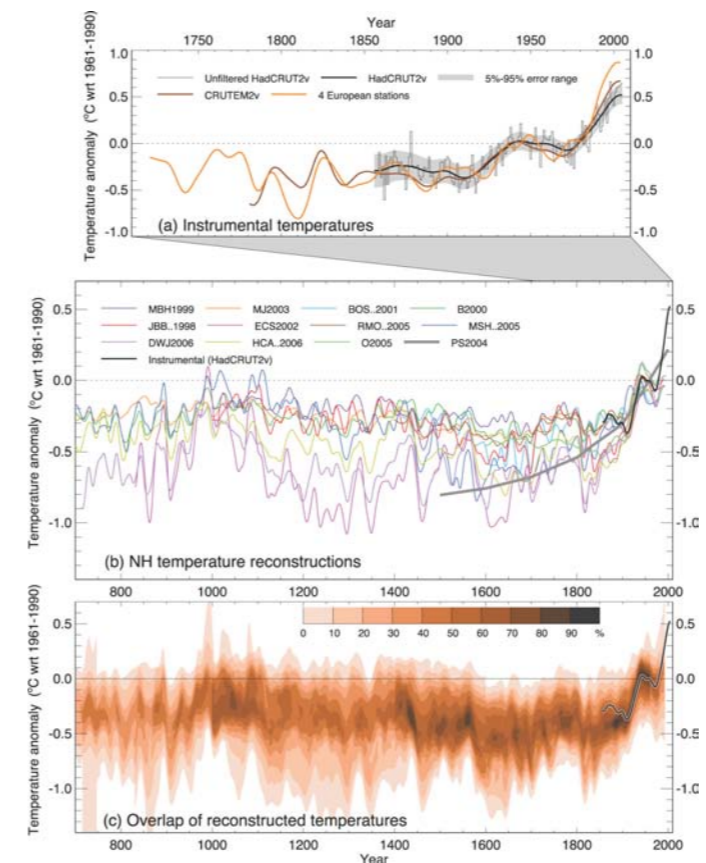 Year
1750 1800 1850 1900 1950 2000
Temperature anomaly (°C wrt 1961-1990)
1.0 1.0
Unfiltered HadCRUT2v HadCRUT2v 5%-95% error range
CRUTEM2v 4 European stations
0.5 0.5
0.0 0.0
-0.5 -0.5
(a) Instrumental temperatures
-1.0 -1.0
Temperature anomaly (°C wrt 1961-1990)
0.5 0.5
MBH1999 MJ2003 BOS..2001 B2000
JBB..1998 ECS2002 RMO..2005 MSH..2005
DWJ2006 HCA..2006 O2005 PS2004
Instrumental (HadCRUT2v)
0.0 0.0
-0.5 -0.5
-1.0 -1.0
(b) NH temperature reconstructions
800 1000 1200 1400 1600 1800 2000
Temperature anomaly (°C wrt 1961-1990)
0.5 0.5
0 10 20 30 40 50 60 70 80 90 %
0.0 0.0
-0.5 -0.5
-1.0 -1.0
(c) Overlap of reconstructed temperatures
800 1000 1200 1400 1600 1800 2000
Year